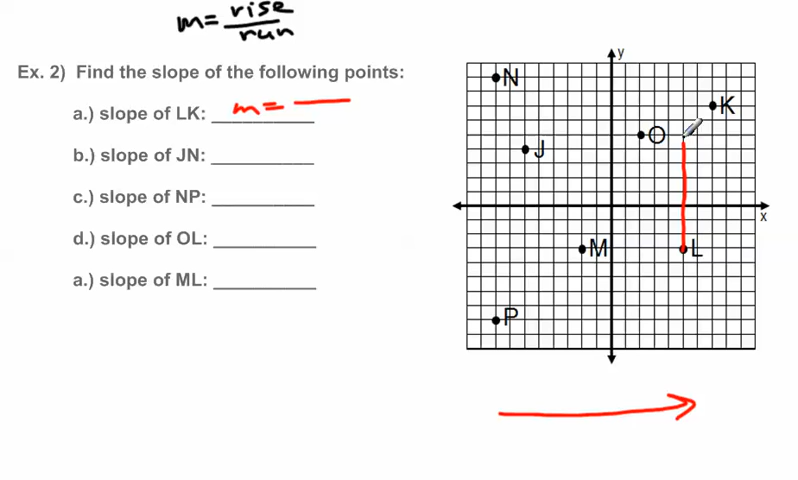 m = rise
run
Ex. 2) Find the slope of the following points:
a.) slope of LK: m =
b.) slope of JN:
c.) slope of NP:
d.) slope of OL:
a.) slope of ML:
y
N
K
O
J
x
M
L
P